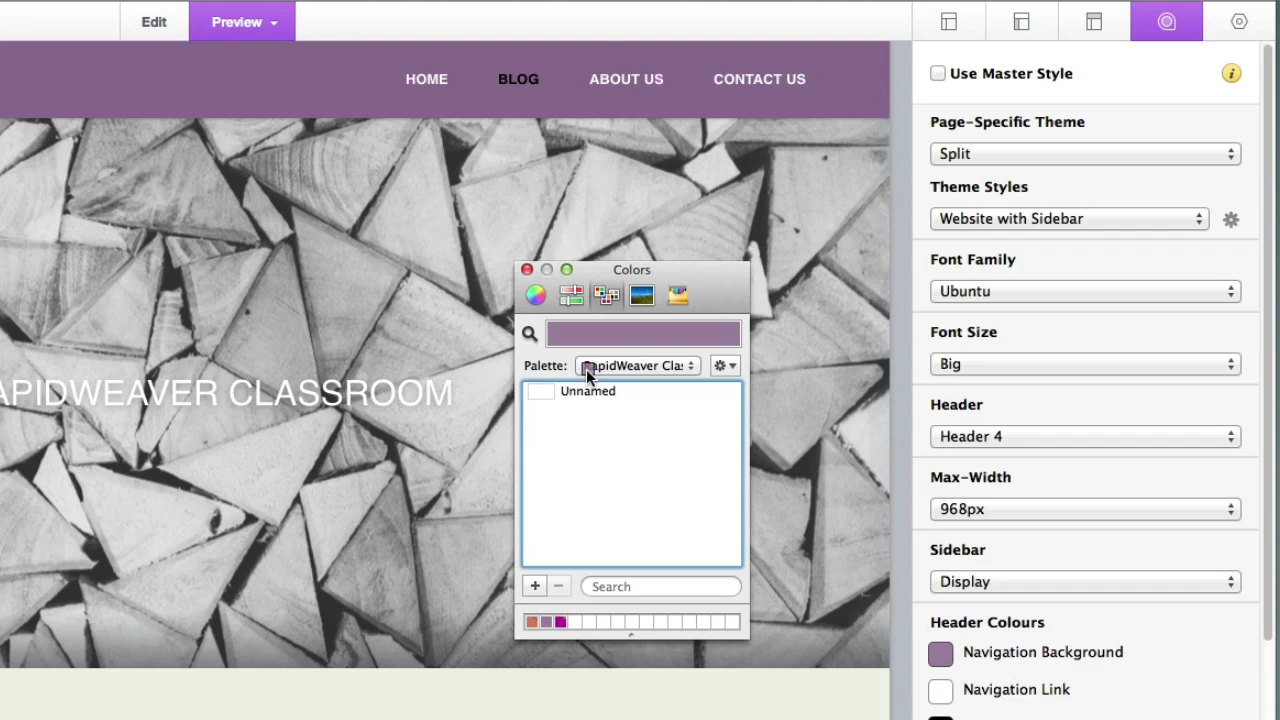 Edit
Preview
HOME
BLOG
ABOUT US
CONTACT US
APIDWEAVER CLASSROOM
Colors
Palette:
RapidWeaver Clas
Unnamed
Search
Use Master Style
i
Page-Specific Theme
Split
Theme Styles
Website with Sidebar
Font Family
Ubuntu
Font Size
Big
Header
Header 4
Max-Width
968px
Sidebar
Display
Header Colours
Navigation Background
Navigation Link